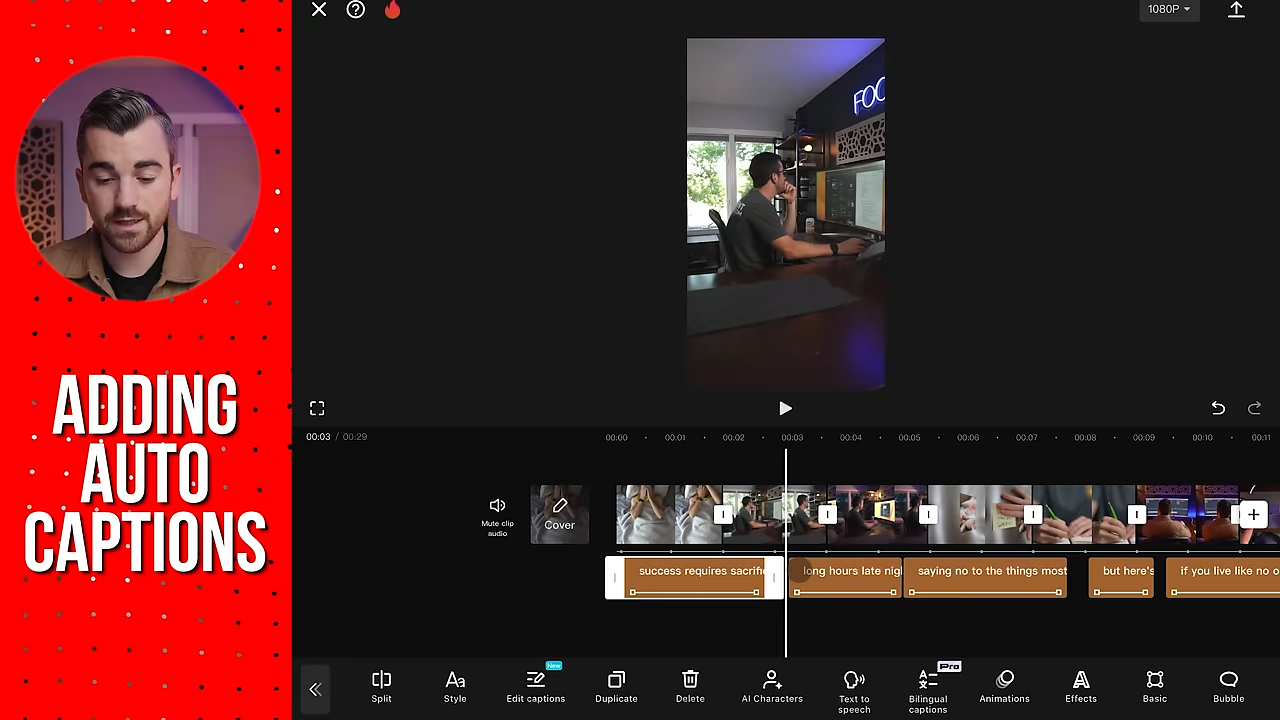 1080P
FOC
ADDING
AUTO
CAPTIONS
00:03 / 00:29
00:00
00:01
00:02
00:03
00:04
00:05
00:06
00:07
00:08
00:09
00:10
00:11
Mute clip
audio
Cover
success requires sacrifi
long hours late nig
saying no to the things most
but here's
if you live like no o
Split
Style
New
Edit captions
Duplicate
Delete
AI Characters
Text to
speech
Pro
Bilingual
captions
Animations
Effects
Basic
Bubble